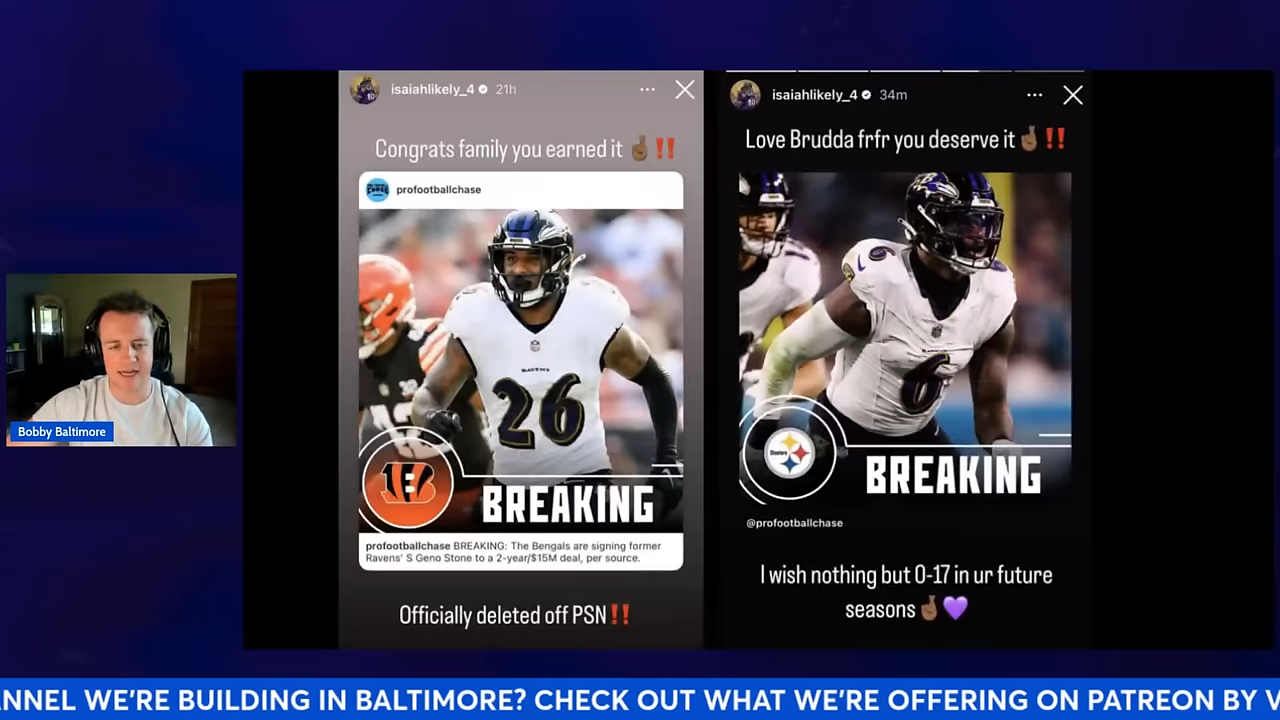 isaiahlikely_4 21h
Congrats family you earned it 🤞🏾‼️
profootballchase
RAVENS
26
B
BREAKING
profootballchase BREAKING: The Bengals are signing former
Ravens' S Geno Stone to a 2-year/$15M deal, per source.
Officially deleted off PSN‼️
isaiahlikely_4 34m
Love Brudda frfr you deserve it🤞🏾‼️
6
Steelers
BREAKING
@profootballchase
I wish nothing but 0-17 in ur future
seasons🤞🏾💜
Bobby Baltimore
ANNEL WE'RE BUILDING IN BALTIMORE? CHECK OUT WHAT WE'RE OFFERING ON PATREON BY V